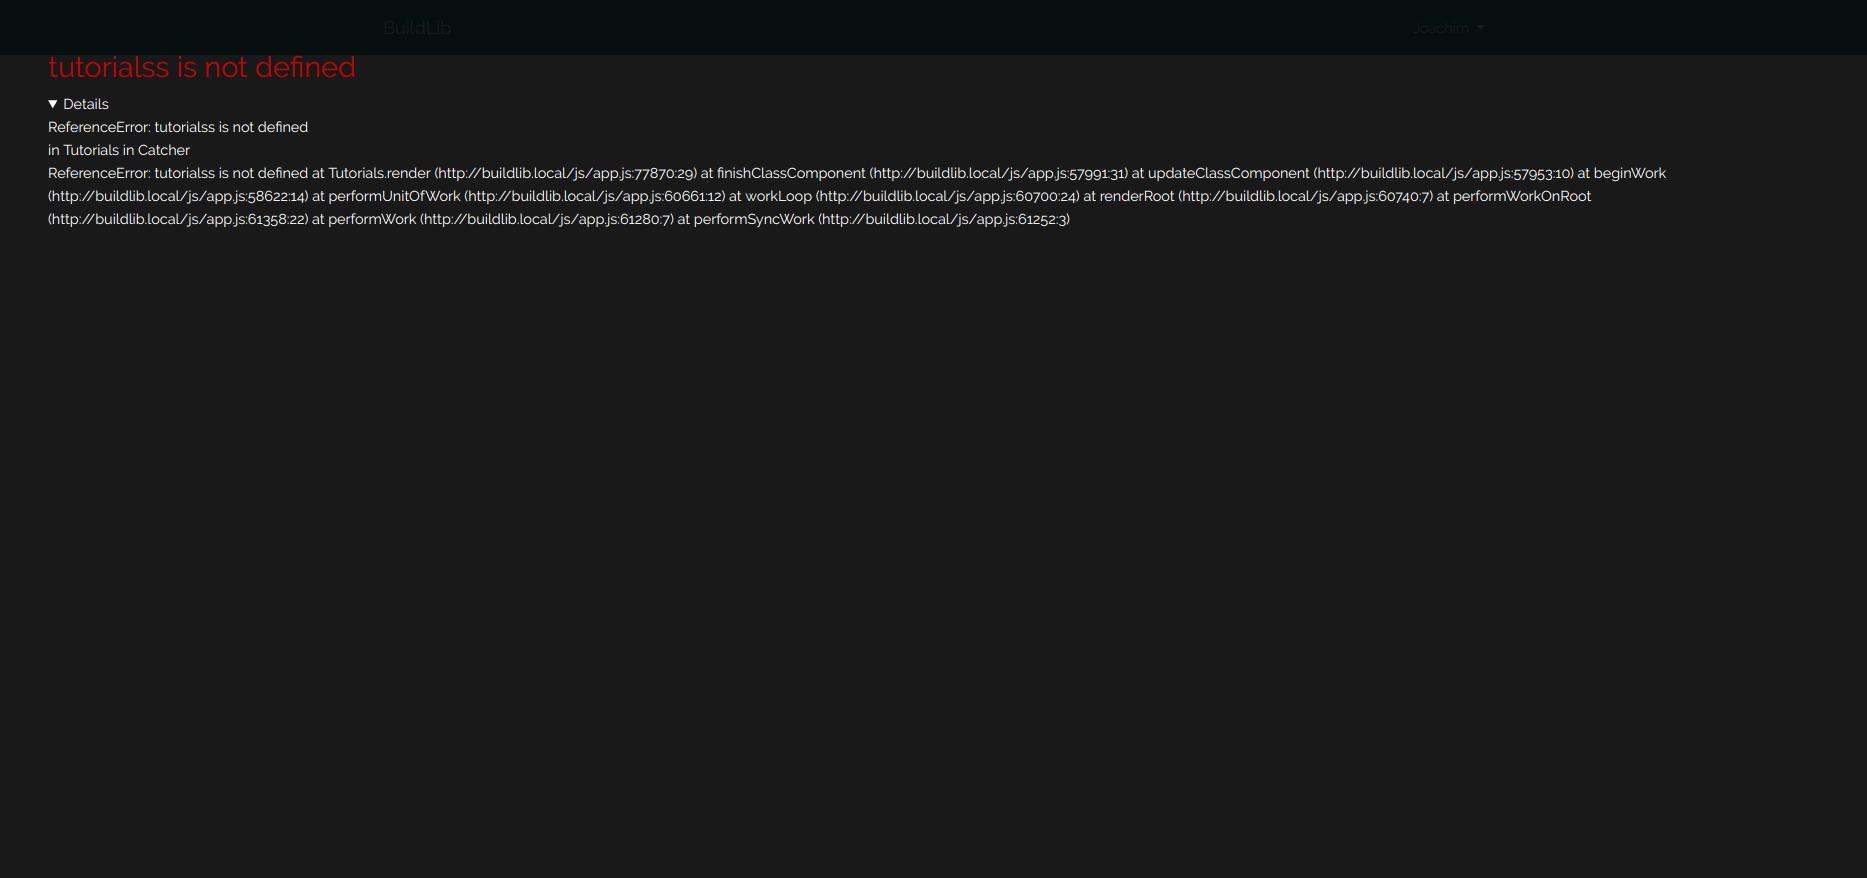 BuildLib
Joachim
tutorialss is not defined
Details
ReferenceError: tutorialss is not defined
in Tutorials in Catcher
ReferenceError: tutorialss is not defined at Tutorials.render (http://buildlib.local/js/app.js:77870:29) at finishClassComponent (http://buildlib.local/js/app.js:57991:31) at updateClassComponent (http://buildlib.local/js/app.js:57953:10) at beginWork
(http://buildlib.local/js/app.js:58622:14) at performUnitOfWork (http://buildlib.local/js/app.js:60661:12) at workLoop (http://buildlib.local/js/app.js:60700:24) at renderRoot (http://buildlib.local/js/app.js:60740:7) at performWorkOnRoot
(http://buildlib.local/js/app.js:61358:22) at performWork (http://buildlib.local/js/app.js:61280:7) at performSyncWork (http://buildlib.local/js/app.js:61252:3)